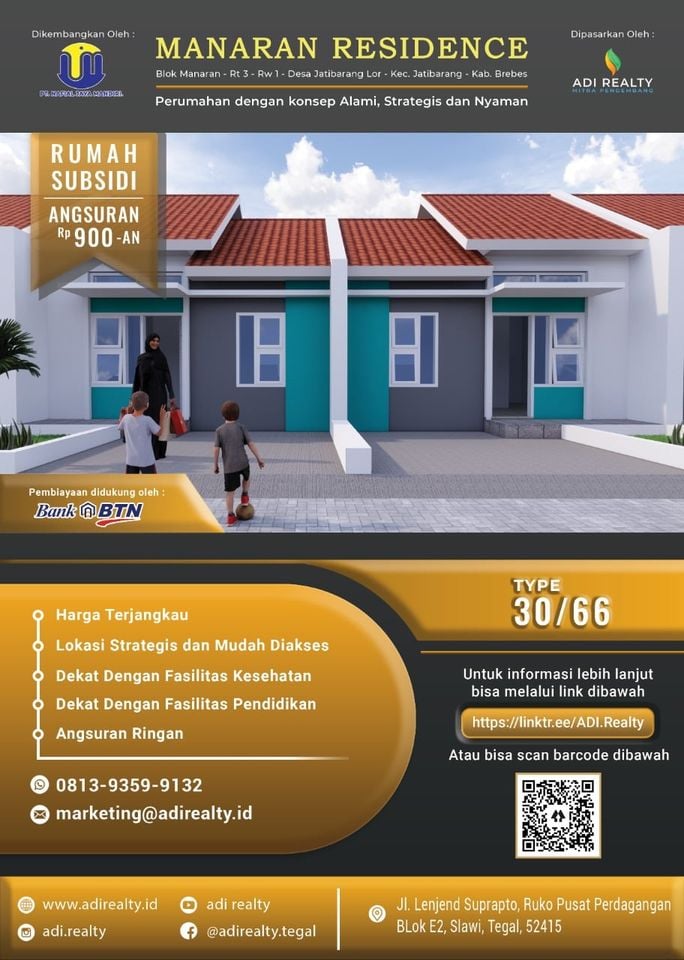 Dikembangkan Oleh :
MANARAN RESIDENCE
Dipasarkan Oleh :
Blok Manaran - Rt 3 - Rw 1 - Desa Jatibarang Lor - Kec. Jatibarang - Kab. Brebes
PT. NAFIAL RAYA MANDIRI
ADI REALTY
MITRA PENGEMBANG
Perumahan dengan konsep Alami, Strategis dan Nyaman
RUMAH
SUBSIDI
ANGSURAN
Rp 900 -AN
Pembiayaan didukung oleh :
Bank BTN
TYPE
30/66
Harga Terjangkau
Lokasi Strategis dan Mudah Diakses
Dekat Dengan Fasilitas Kesehatan
Dekat Dengan Fasilitas Pendidikan
Angsuran Ringan
0813-9359-9132
marketing@adirealty.id
Untuk informasi lebih lanjut
bisa melalui link dibawah
https://linktr.ee/ADI.Realty
Atau bisa scan barcode dibawah
www.adirealty.id
adi realty
adi.realty
@adirealty.tegal
Jl. Lenjend Suprapto, Ruko Pusat Perdagangan
BLok E2, Slawi, Tegal, 52415